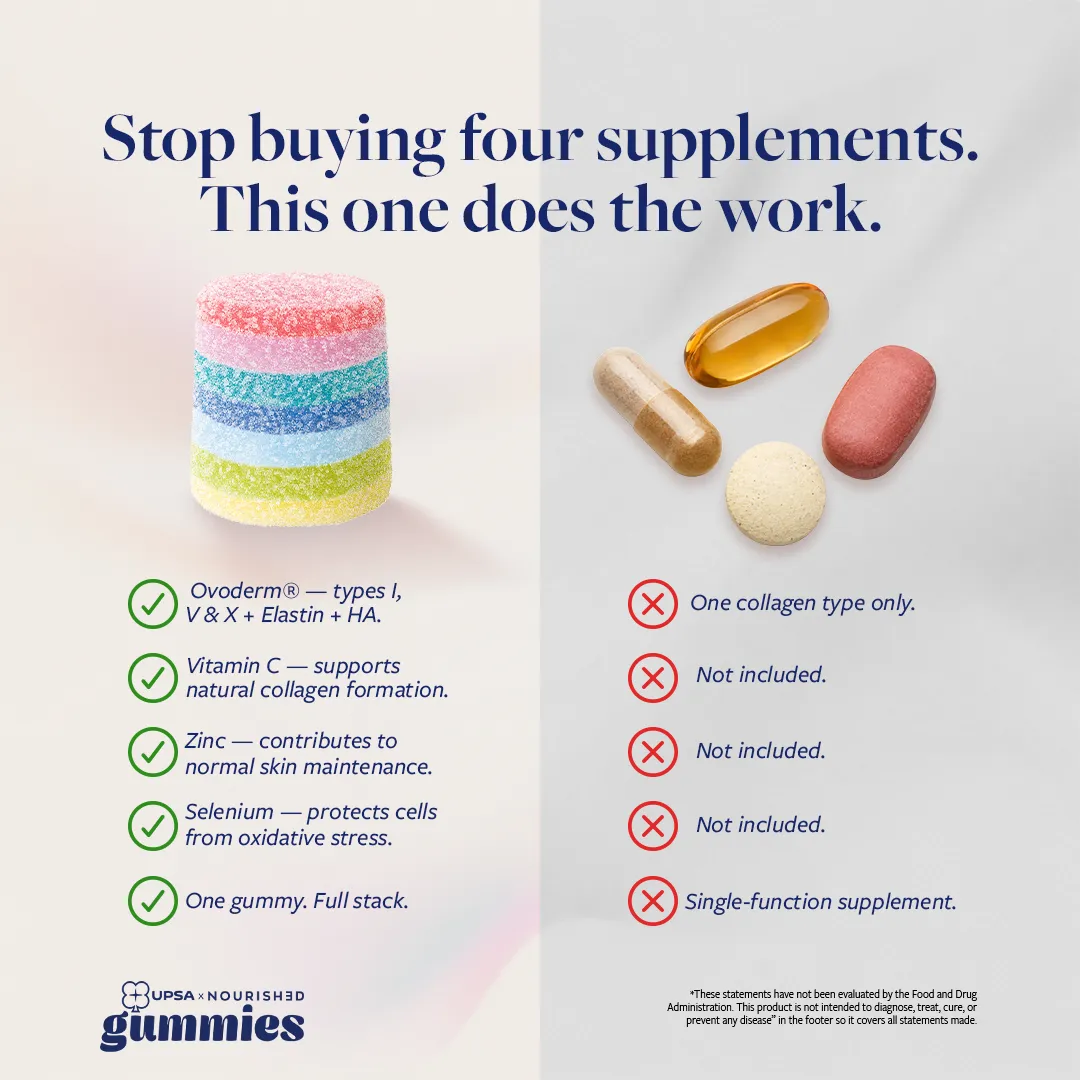 Stop buying four supplements.
This one does the work.
Ovoderm® — types I,
V & X + Elastin + HA.
One collagen type only.
Vitamin C — supports
natural collagen formation.
Not included.
Zinc — contributes to
normal skin maintenance.
Not included.
Selenium — protects cells
from oxidative stress.
Not included.
One gummy. Full stack.
Single-function supplement.
UPSA x NOURISHED
gummies
*These statements have not been evaluated by the Food and Drug
Administration. This product is not intended to diagnose, treat, cure, or
prevent any disease” in the footer so it covers all statements made.